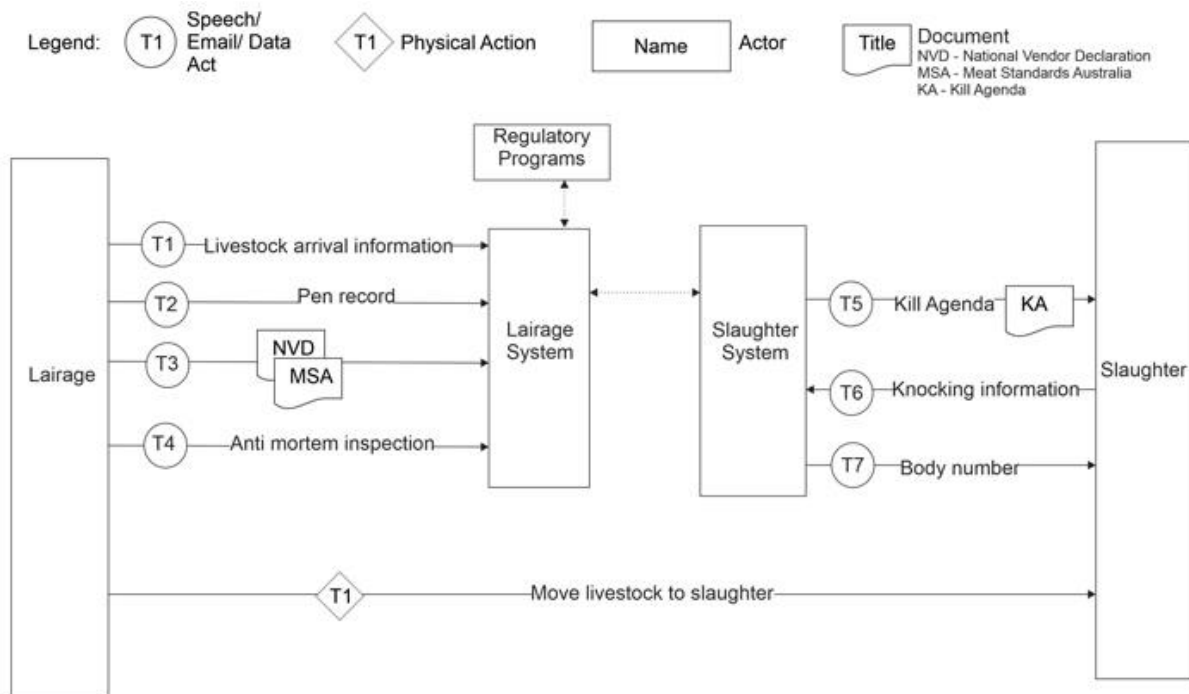 Legend:
T1
Speech/
Email/ Data
Act
T1
Physical Action
Name
Actor
Title
Document
NVD - National Vendor Declaration
MSA - Meat Standards Australia
KA - Kill Agenda
Regulatory
Programs
Lairage
T1
Livestock arrival information
T2
Pen record
T3
NVD
MSA
T4
Anti mortem inspection
Lairage
System
Slaughter
System
T5
Kill Agenda
KA
T6
Knocking information
T7
Body number
Slaughter
T1
Move livestock to slaughter